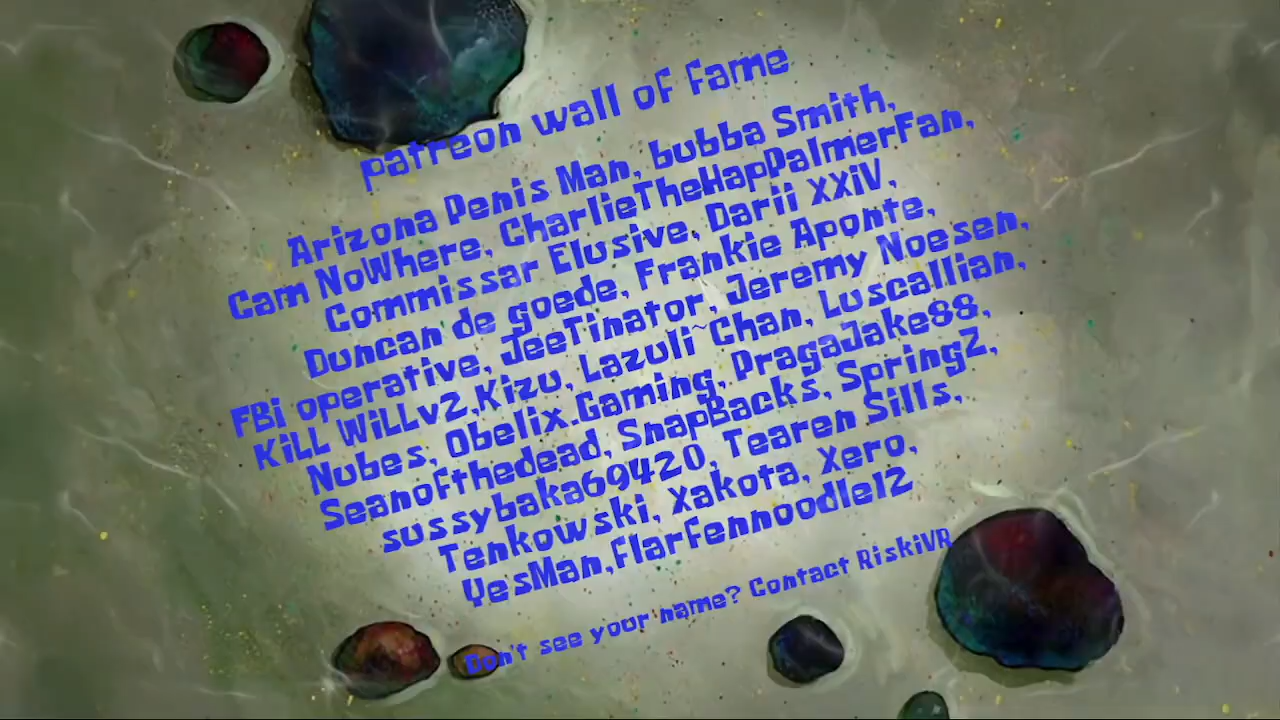 patreon wall of fame
Arizona Penis Man, bubba Smith,
Cam NoWhere, CharlieTheHapPalmerFan,
Commissar Elusive, Darii XXiV,
Duncan de goede, Frankie Aponte,
FBi operative, JeeTinator, Jeremy Noesen,
KiLL WiLLv2,Kizu, Lazuli~Chan, Luscallian,
Nubes, Obelix.Gaming, PragaJake88,
Seanofthedead, SnapBacks, SpringZ,
sussybaka69420, Tearen Sills,
Tenkowski, Xakota, Xero,
YesMan,Flarfennoodle12
Don't see your name? Contact RiskiVR